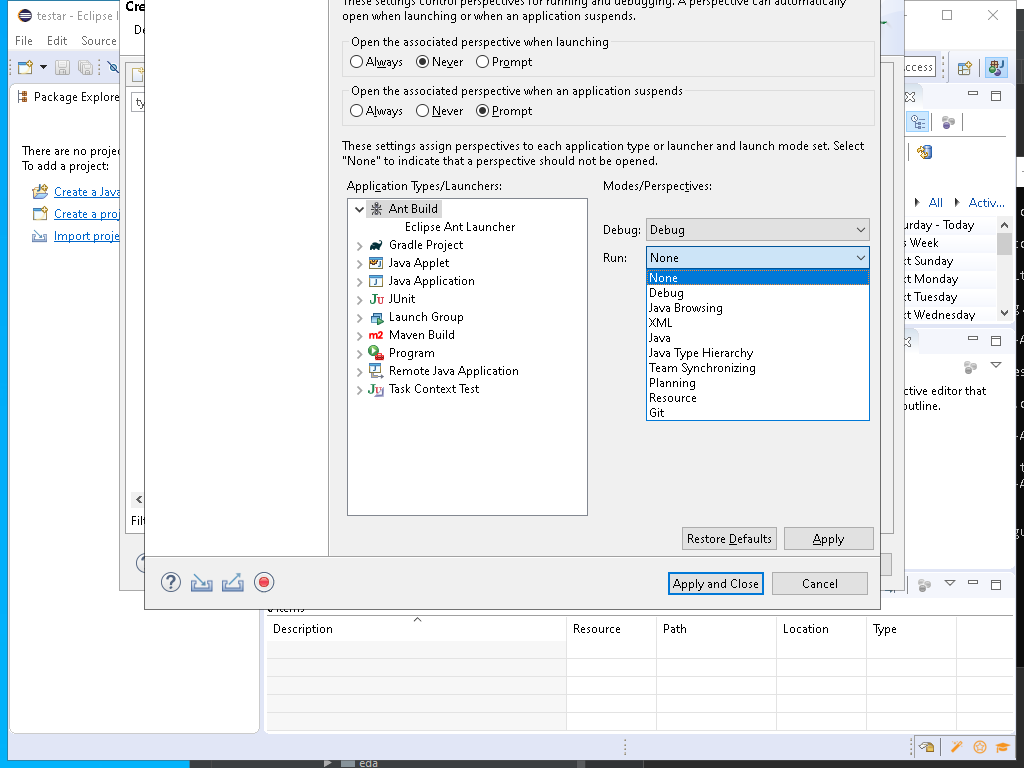 testar - Eclipse I
File Edit Source
Package Explore
There are no projec
To add a project:
Create a Java
Create a proj
Import proje
Cre
De
ty
Filt
These settings control perspectives for running and debugging. A perspective can automatically
open when launching or when an application suspends.
Open the associated perspective when launching
Always Never Prompt
Open the associated perspective when an application suspends
Always Never Prompt
These settings assign perspectives to each application type or launcher and launch mode set. Select
"None" to indicate that a perspective should not be opened.
Application Types/Launchers:
Modes/Perspectives:
Ant Build
Eclipse Ant Launcher
Gradle Project
Java Applet
Java Application
JUnit
Launch Group
Maven Build
Program
Remote Java Application
Task Context Test
Debug: Debug
Run: None
None
Debug
Java Browsing
XML
Java
Java Type Hierarchy
Team Synchronizing
Planning
Resource
Git
Restore Defaults Apply
Apply and Close Cancel
ccess
All Activ...
urday - Today
s Week
xt Sunday
xt Monday
xt Tuesday
xt Wednesday
ctive editor that
outline.
Description Resource Path Location Type
eda